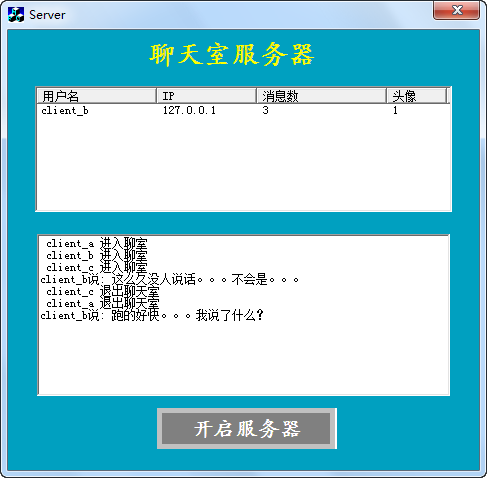 Server
聊天室服务器
用户名 IP 消息数 头像
client_b 127.0.0.1 3 1
client_a 进入聊室
client_b 进入聊室
client_c 进入聊室
client_b说: 这么久没人说话。。。不会是。。。
client_c 退出聊天室
client_a 退出聊天室
client_b说: 跑的好快。。。我说了什么?
开启服务器